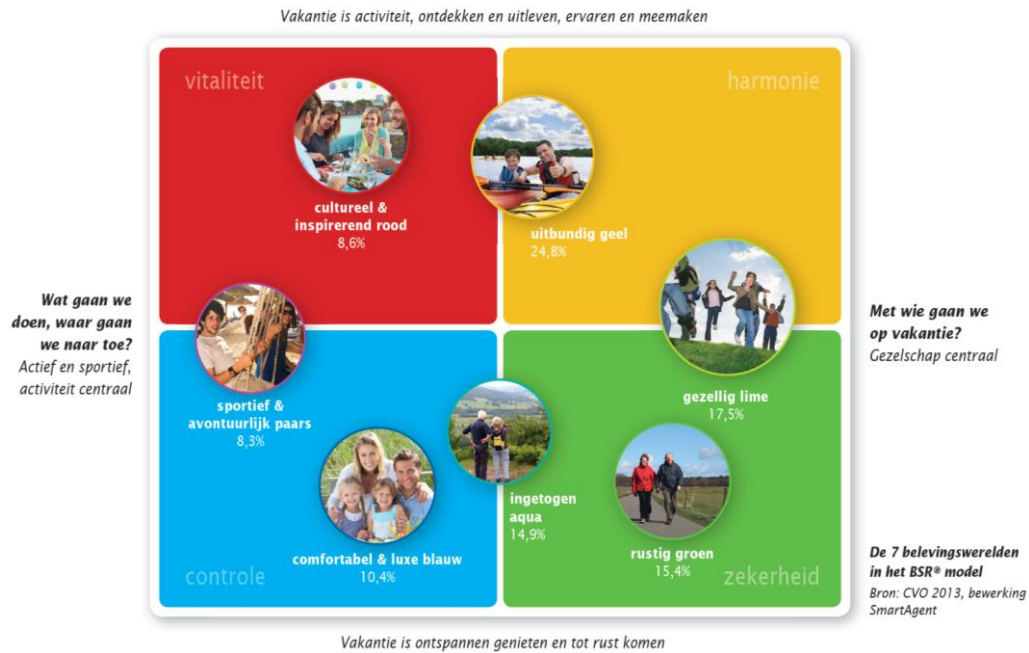 Vakantie is activiteit, ontdekken en uitleven, ervaren en meemaken
vitaliteit
harmonie
cultureel &
inspirerend rood
8,6%
uitbundig geel
24,8%
Wat gaan we
doen, waar gaan
we naar toe?
Actief en sportief,
activiteit centraal
Met wie gaan we
op vakantie?
Gezelschap centraal
sportief &
avontuurlijk paars
8,3%
gezellig lime
17,5%
ingetogen
aqua
14,9%
comfortabel & luxe blauw
10,4%
rustig groen
15,4%
controle
zekerheid
De 7 belevingswerelden
in het BSR® model
Bron: CVO 2013, bewerking
SmartAgent
Vakantie is ontspannen genieten en tot rust komen